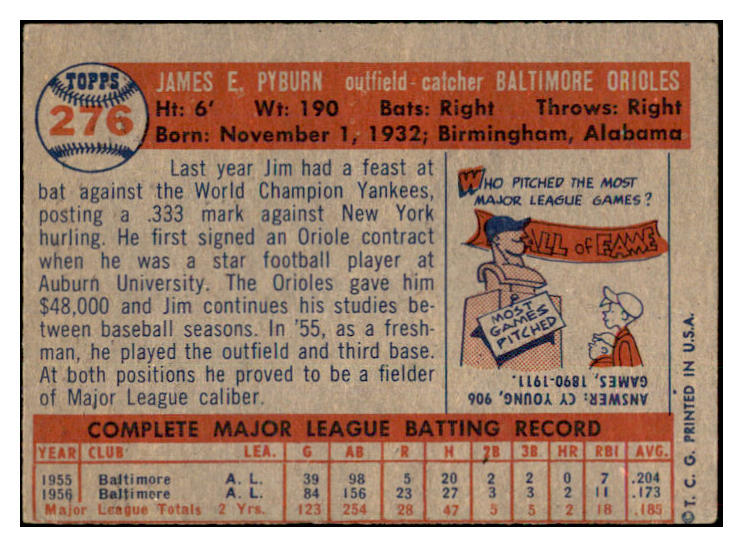 TOPPS
276
JAMES E. PYBURN outfield-catcher BALTIMORE ORIOLES
Ht: 6' Wt: 190 Bats: Right Throws: Right
Born: November 1, 1932; Birmingham, Alabama
Last year Jim had a feast at
bat against the World Champion Yankees,
posting a .333 mark against New York
hurling. He first signed an Oriole contract
when he was a star football player at
Auburn University. The Orioles gave him
$48,000 and Jim continues his studies be-
tween baseball seasons. In '55, as a fresh-
man, he played the outfield and third base.
At both positions he proved to be a fielder
of Major League caliber.
WHO PITCHED THE MOST
MAJOR LEAGUE GAMES?
ALL OF FAME
MOST
GAMES
PITCHED
ANSWER: CY YOUNG, 906
GAMES, 1890-1911.
COMPLETE MAJOR LEAGUE BATTING RECORD
YEAR CLUB LEA. G AB R H 2B 3B HR RBI AVG.
1955 Baltimore A. L. 39 98 5 20 2 2 0 7 .204
1956 Baltimore A. L. 84 156 23 27 3 3 2 11 .173
Major League Totals 2 Yrs. 123 254 28 47 5 5 2 18 .185
© T. C. G. PRINTED IN U.S.A.